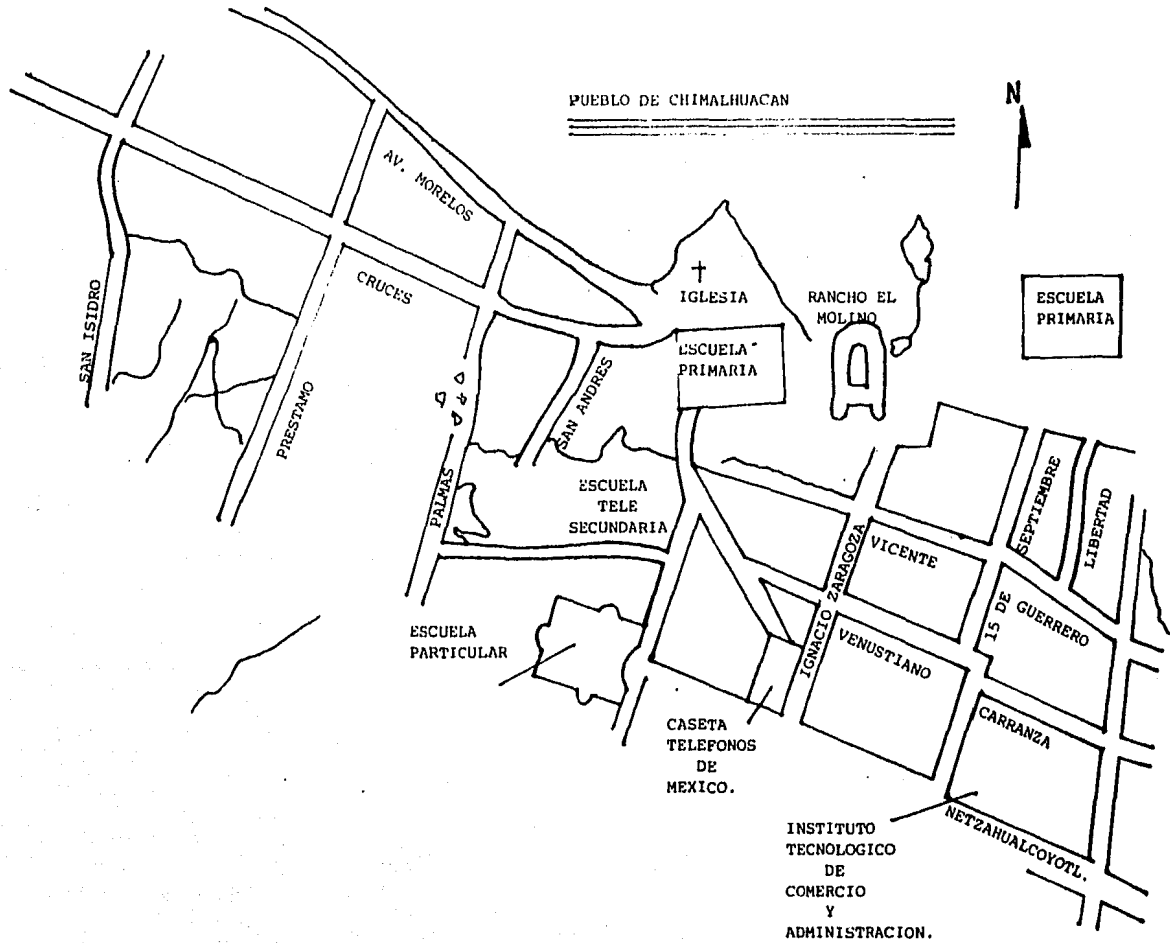 PUEBLO DE CHIMALHUACAN
N
AV. MORELOS
IGLESIA
RANCHO EL
MOLINO
ESCUELA
PRIMARIA
CRUCES
SAN ISIDRO
ESCUELA
PRIMARIA
SAN ANDRES
PRESTAMO
PALMAS
ESCUELA
TELE
SECUNDARIA
SEPTIEMBRE
LIBERTAD
IGNACIO ZARAGOZA
VICENTE
15 DE
GUERRERO
ESCUELA
PARTICULAR
VENUSTIANO
CARRANZA
CASETA
TELEFONOS
DE
MEXICO.
NETZAHUALCOYOTL.
INSTITUTO
TECNOLOGICO
DE
COMERCIO
Y
ADMINISTRACION.